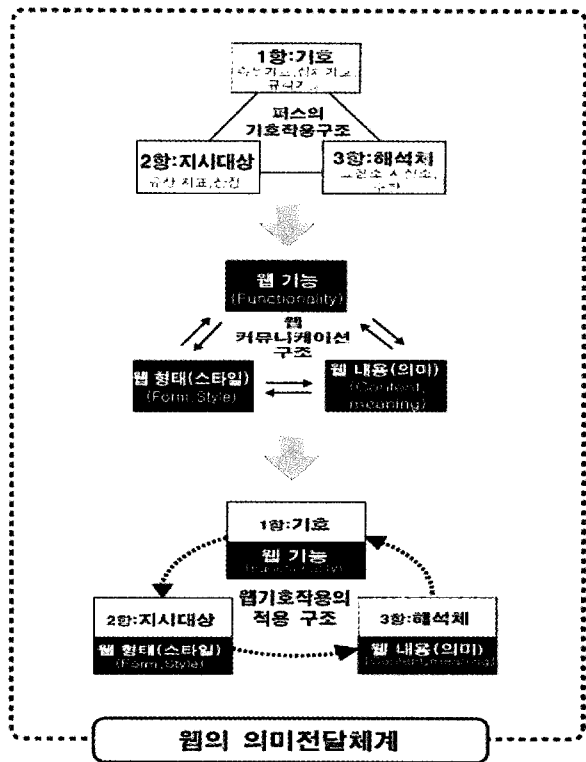 1항:기호
퍼스의
기호작용구조
2항:지시대상
3항:해석체
웹 기능
(Functionality)
웹
커뮤니케이션
구조
웹 형태(스타일)
(Form,Style)
웹 내용(의미)
(Content,
meaning)
1항:기호
웹 기능
웹기호작용의
적용 구조
2항:지시대상
웹 형태(스타일)
(Form,Style)
3항:해석체
웹 내용(의미)
웹의 의미전달체계